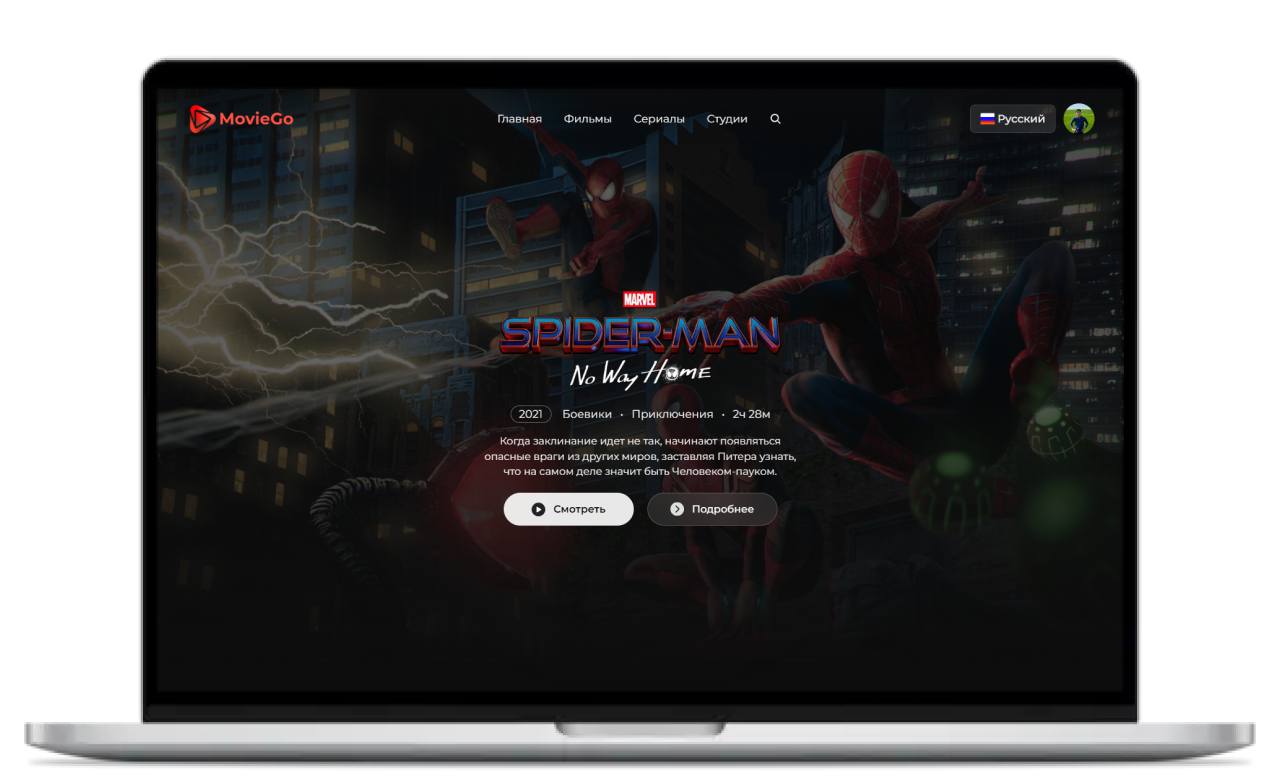 MovieGo
Главная Фильмы Сериалы Студии
Русский
MARVEL
SPIDER-MAN
No Way Home
2021 Боевики • Приключения • 2ч 28м
Когда заклинание идет не так, начинают появляться
опасные враги из других миров, заставляя Питера узнать,
что на самом деле значит быть Человеком-пауком.
Смотреть Подробнее